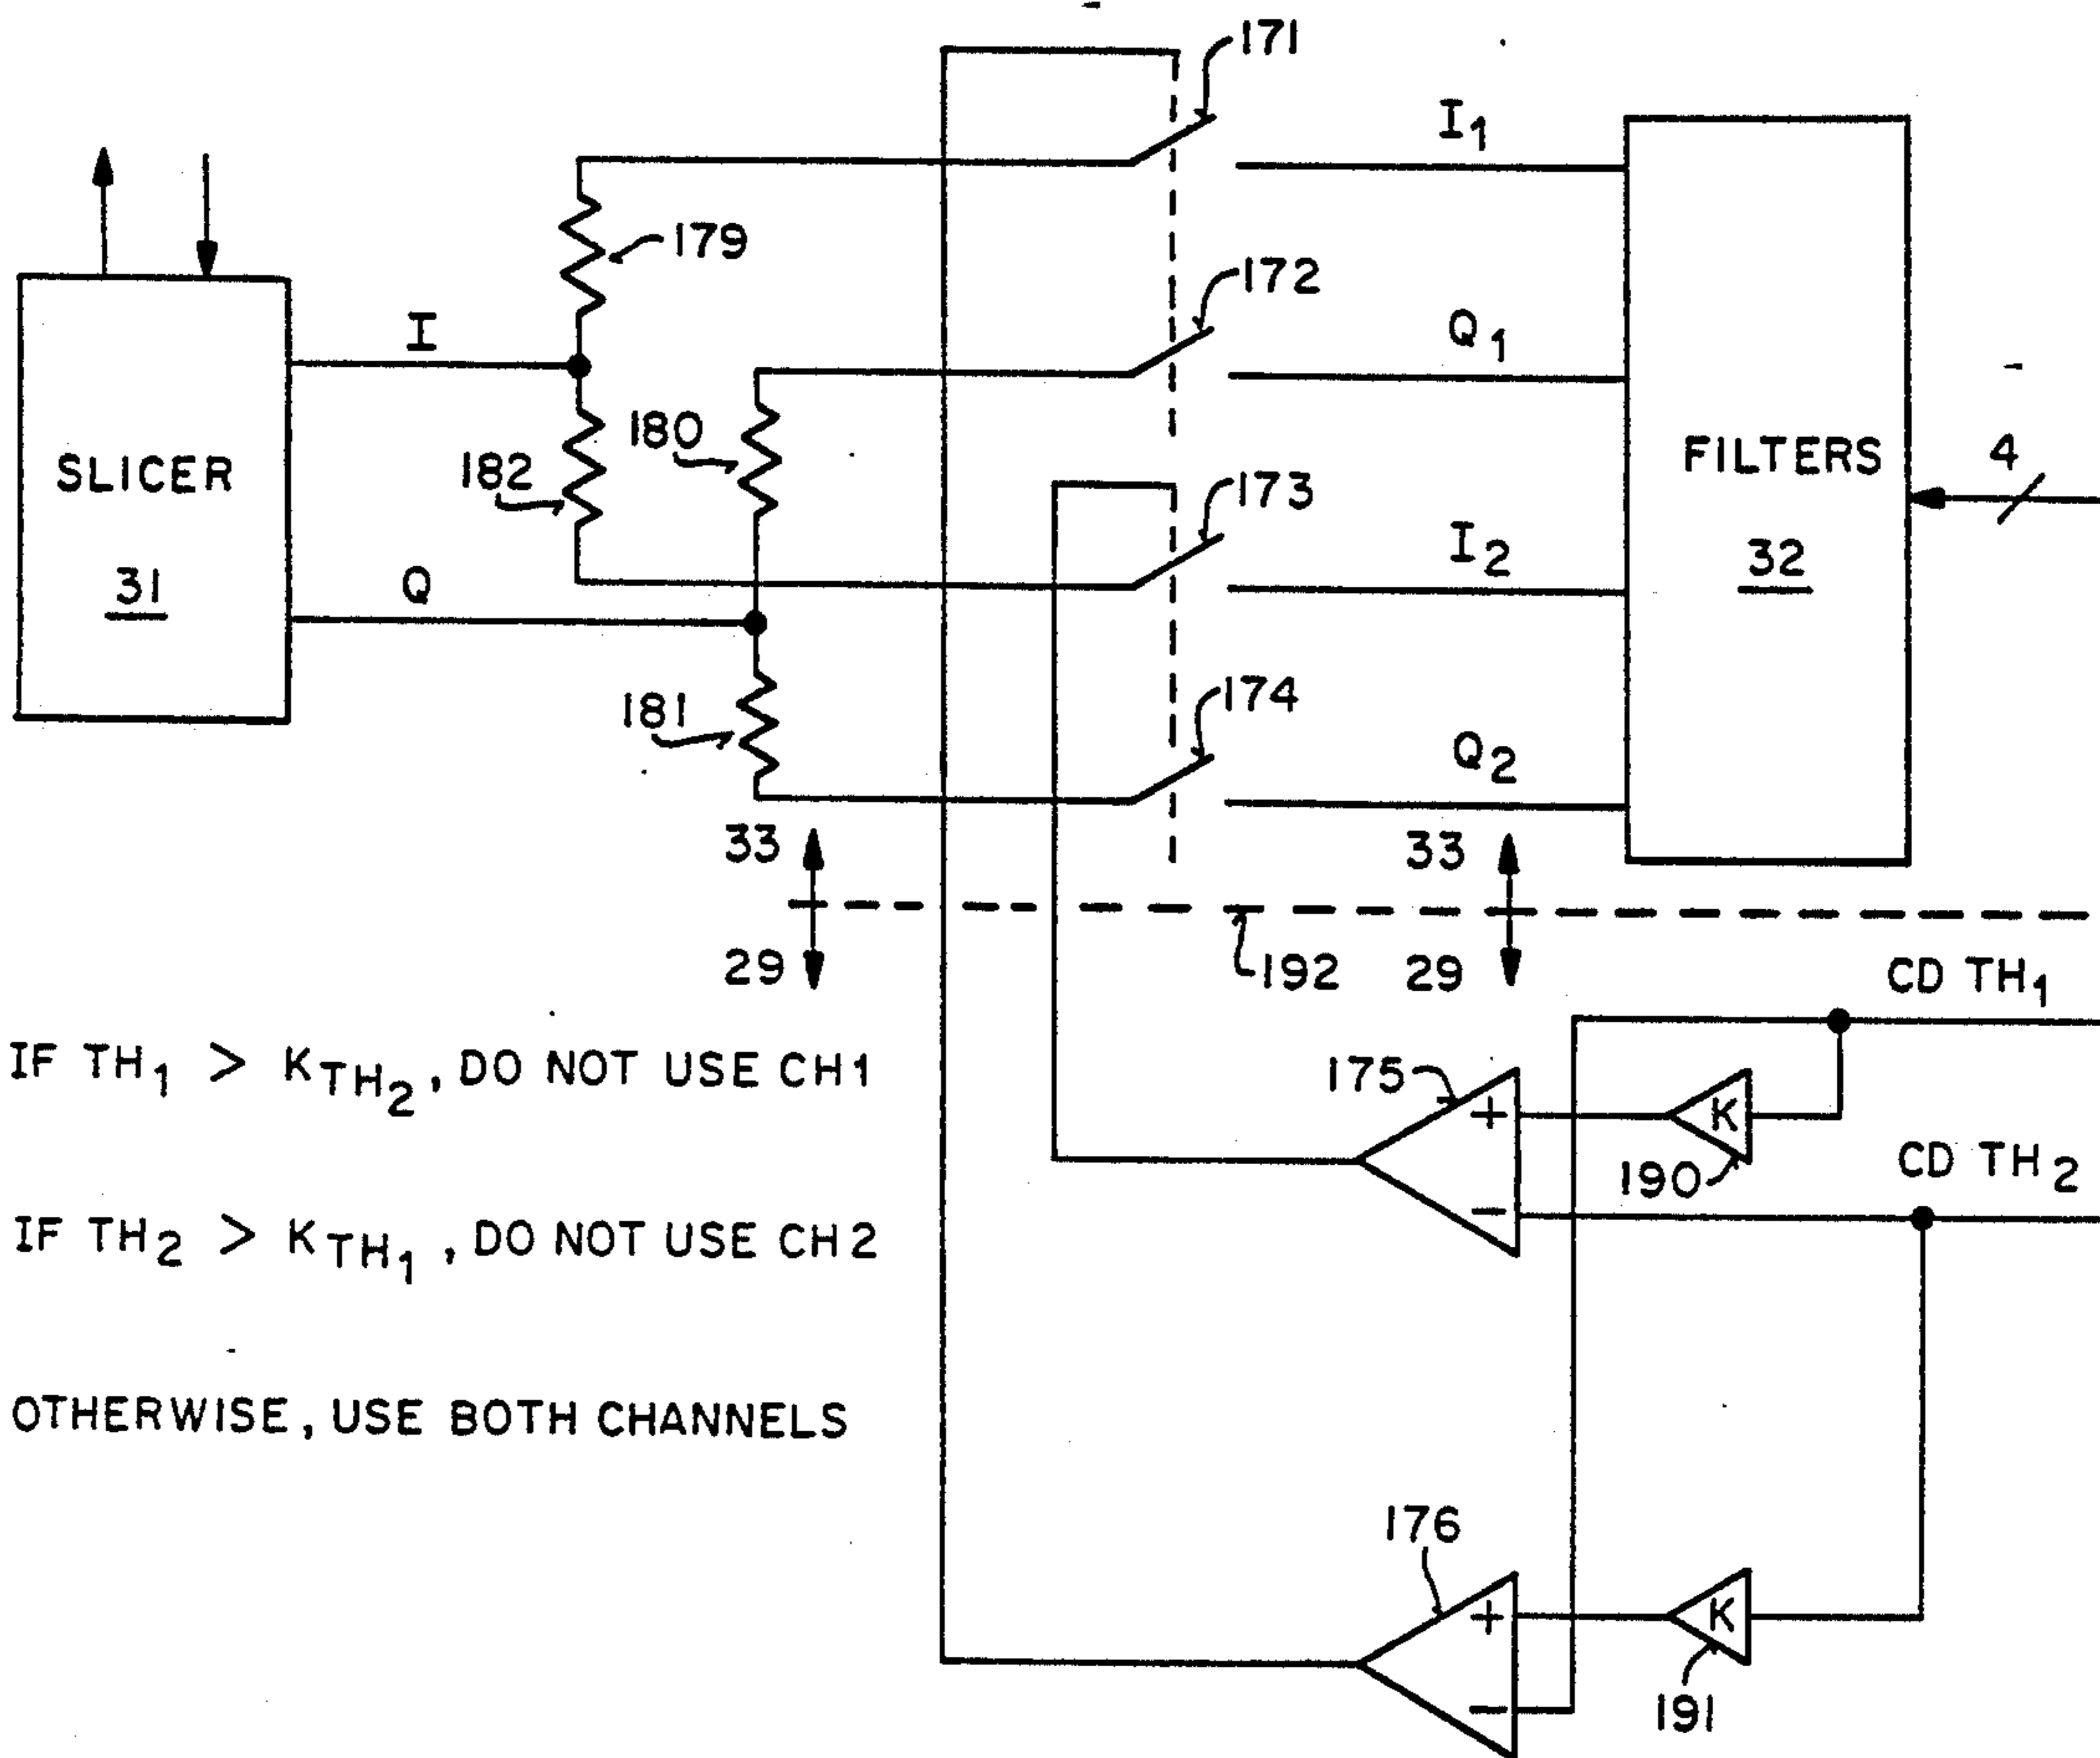 171
I₁
179
172
I
Q₁
180
4
SLICER
182
FILTERS
173
I₂
31
Q
32
181
174
Q₂
33
33
29
192
29
CD TH₁
IF TH₁ > K_TH₂, DO NOT USE CH1
175
+
K
190
CD TH₂
−
IF TH₂ > K_TH₁, DO NOT USE CH2
OTHERWISE, USE BOTH CHANNELS
176
+
K
−
191